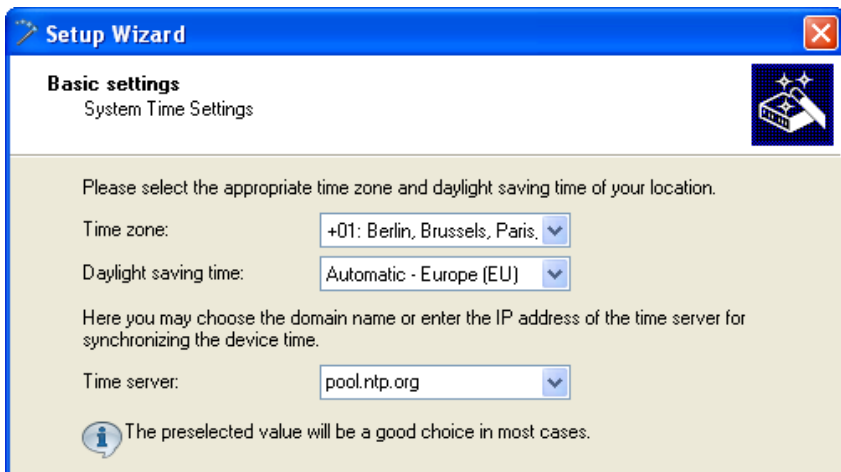 Setup Wizard
Basic settings
System Time Settings
Please select the appropriate time zone and daylight saving time of your location.
Time zone: +01: Berlin, Brussels, Paris,
Daylight saving time: Automatic - Europe (EU)
Here you may choose the domain name or enter the IP address of the time server for
synchronizing the device time.
Time server: pool.ntp.org
The preselected value will be a good choice in most cases.